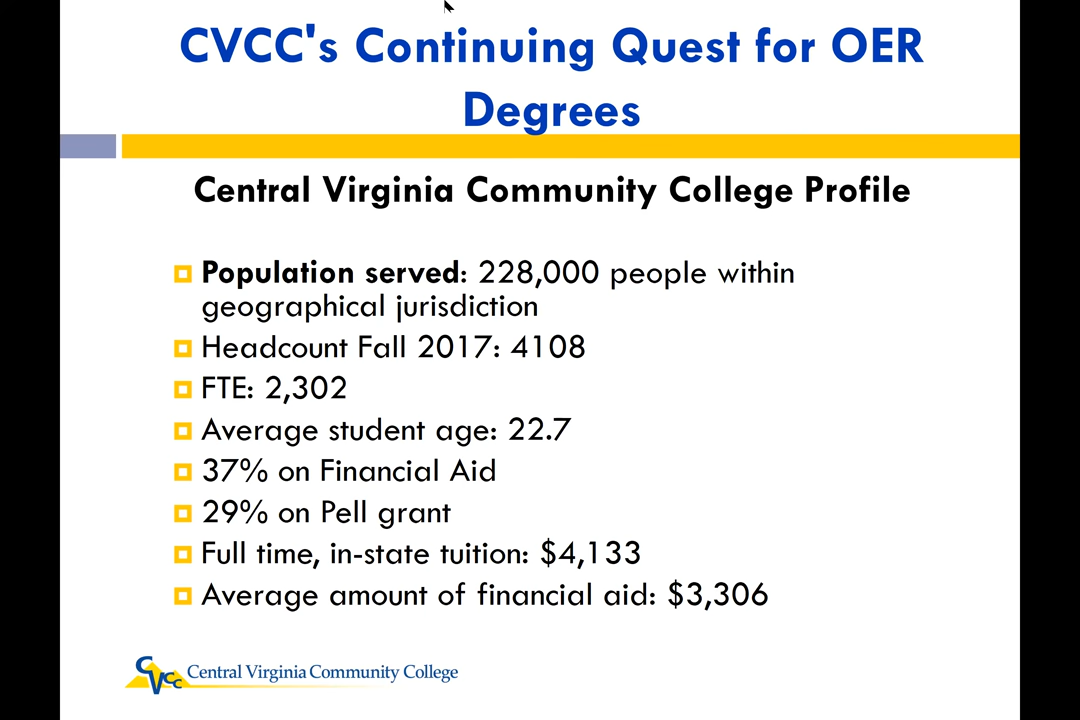 CVCC's Continuing Quest for OER
Degrees
Central Virginia Community College Profile
Population served: 228,000 people within
geographical jurisdiction
Headcount Fall 2017: 4108
FTE: 2,302
Average student age: 22.7
37% on Financial Aid
29% on Pell grant
Full time, in-state tuition: $4,133
Average amount of financial aid: $3,306
CVCC Central Virginia Community College